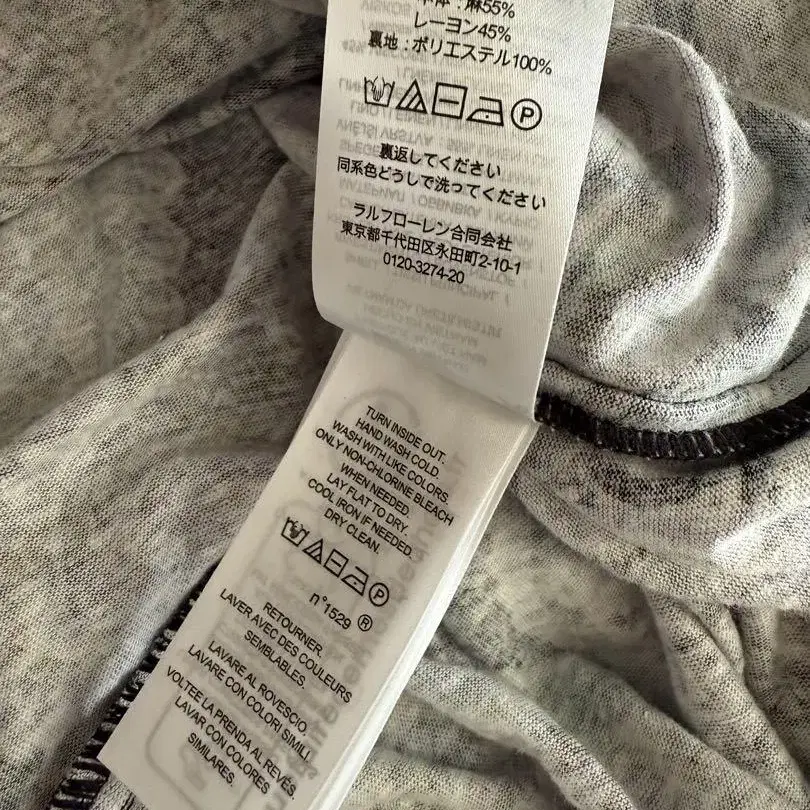 本体：麻55%
レーヨン45%
裏地：ポリエステル100%
P
裏返してください
同系色どうしで洗ってください
ラルフローレン合同会社
東京都千代田区永田町2-10-1
0120-3274-20
TURN INSIDE OUT.
HAND WASH COLD.
WASH WITH LIKE COLORS.
ONLY NON-CHLORINE BLEACH
WHEN NEEDED.
LAY FLAT TO DRY.
COOL IRON IF NEEDED.
DRY CLEAN.
P
n°1529 ®
RETOURNER.
LAVER AVEC DES COULEURS
SEMBLABLES.
LAVARE AL ROVESCIO.
LAVARE CON COLORI SIMILI.
VOLTEE LA PRENDA AL REVÉS.
LAVAR CON COLORES
SIMILARES.